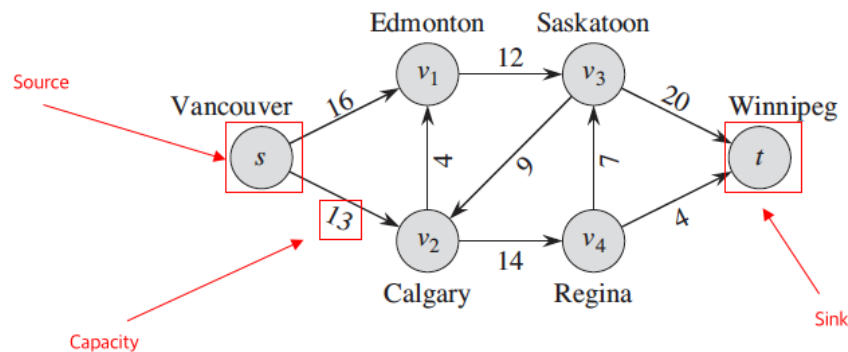 Edmonton
Saskatoon
Source
v1
12
v3
Vancouver
16
20
Winnipeg
s
4
9
7
t
13
v2
14
v4
4
Calgary
Regina
Capacity
Sink